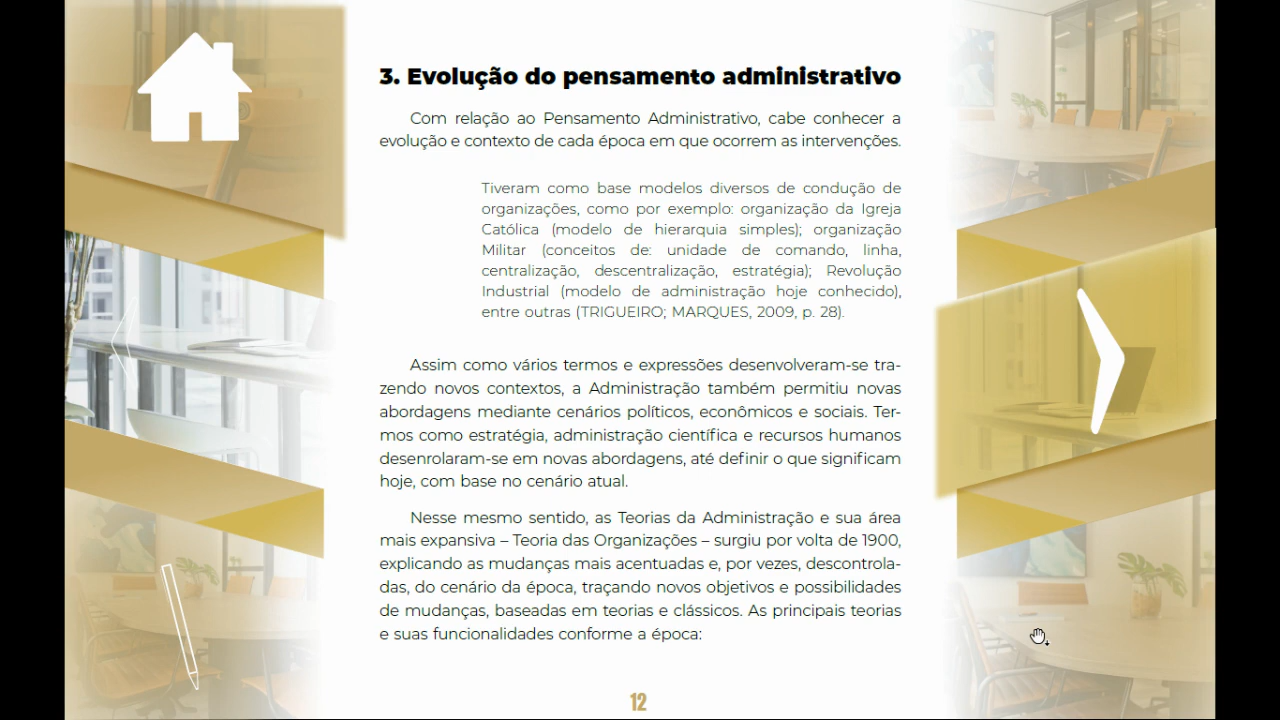 3. Evolução do pensamento administrativo
Com relação ao Pensamento Administrativo, cabe conhecer a
evolução e contexto de cada época em que ocorrem as intervenções.
Tiveram como base modelos diversos de condução de
organizações, como por exemplo: organização da Igreja
Católica (modelo de hierarquia simples); organização
Militar (conceitos de: unidade de comando, linha,
centralização, descentralização, estratégia); Revolução
Industrial (modelo de administração hoje conhecido),
entre outras (TRIGUEIRO; MARQUES, 2009, p. 28).
Assim como vários termos e expressões desenvolveram-se tra-
zendo novos contextos, a Administração também permitiu novas
abordagens mediante cenários políticos, econômicos e sociais. Ter-
mos como estratégia, administração científica e recursos humanos
desenrolaram-se em novas abordagens, até definir o que significam
hoje, com base no cenário atual.
Nesse mesmo sentido, as Teorias da Administração e sua área
mais expansiva – Teoria das Organizações – surgiu por volta de 1900,
explicando as mudanças mais acentuadas e, por vezes, descontrola-
das, do cenário da época, traçando novos objetivos e possibilidades
de mudanças, baseadas em teorias e clássicos. As principais teorias
e suas funcionalidades conforme a época:
12